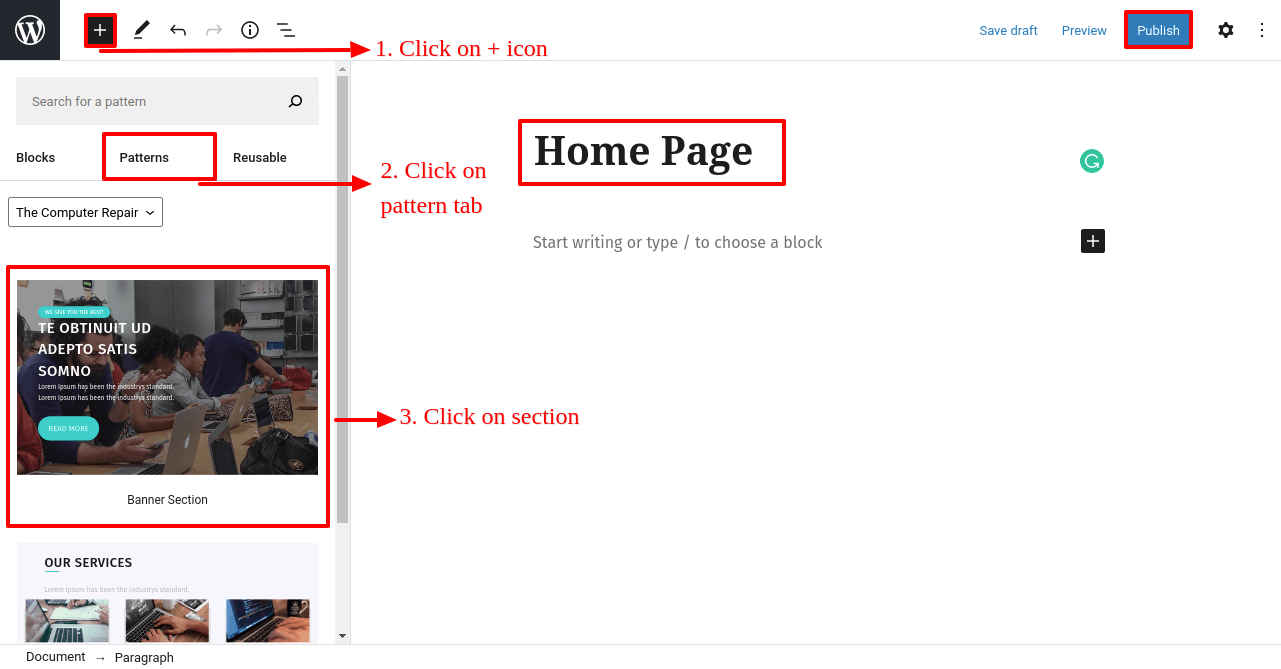 1. Click on + icon
Save draft
Preview
Publish
Search for a pattern
Blocks
Patterns
Reusable
2. Click on
pattern tab
Home Page
The Computer Repair
Start writing or type / to choose a block
WE GIVE YOU THE BEST!
TE OBTINUIT UD
ADEPTO SATIS
SOMNO
Lorem Ipsum has been the industrys standard.
Lorem Ipsum has been the industrys standard.
READ MORE
3. Click on section
Banner Section
OUR SERVICES
Lorem Ipsum has been the industrys standard.
Document → Paragraph